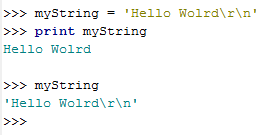 >>> myString = 'Hello Wolrd\r\n'
>>> print myString
Hello Wolrd

>>> myString
'Hello Wolrd\r\n'
>>>